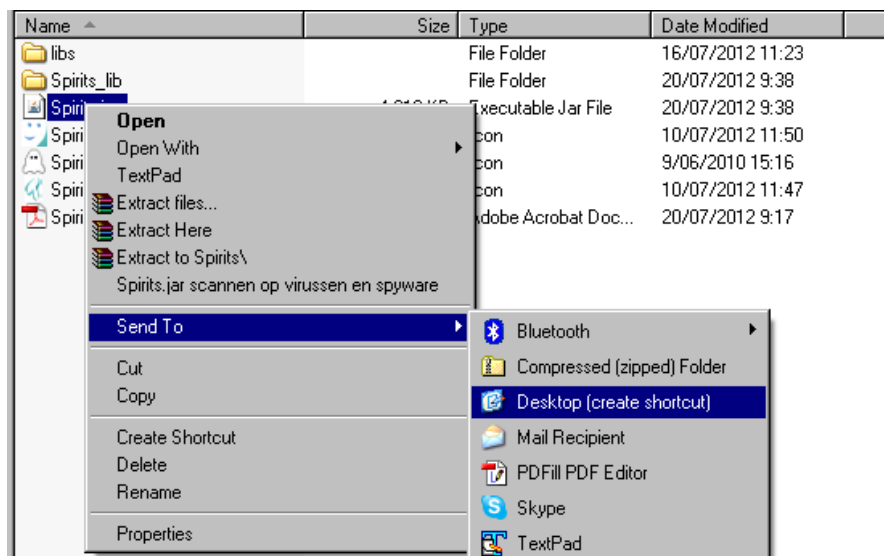 Name Size Type Date Modified
libs File Folder 16/07/2012 11:23
Spirits_lib File Folder 20/07/2012 9:38
Executable Jar File 20/07/2012 9:38
10/07/2012 11:50
9/06/2010 15:16
10/07/2012 11:47
Adobe Acrobat Doc... 20/07/2012 9:17
Open
Open With
TextPad
Extract files...
Extract Here
Extract to Spirits\
Spirits.jar scannen op virussen en spyware
Send To
Cut
Copy
Create Shortcut
Delete
Rename
Properties
Bluetooth
Compressed (zipped) Folder
Desktop (create shortcut)
Mail Recipient
PDFill PDF Editor
Skype
TextPad